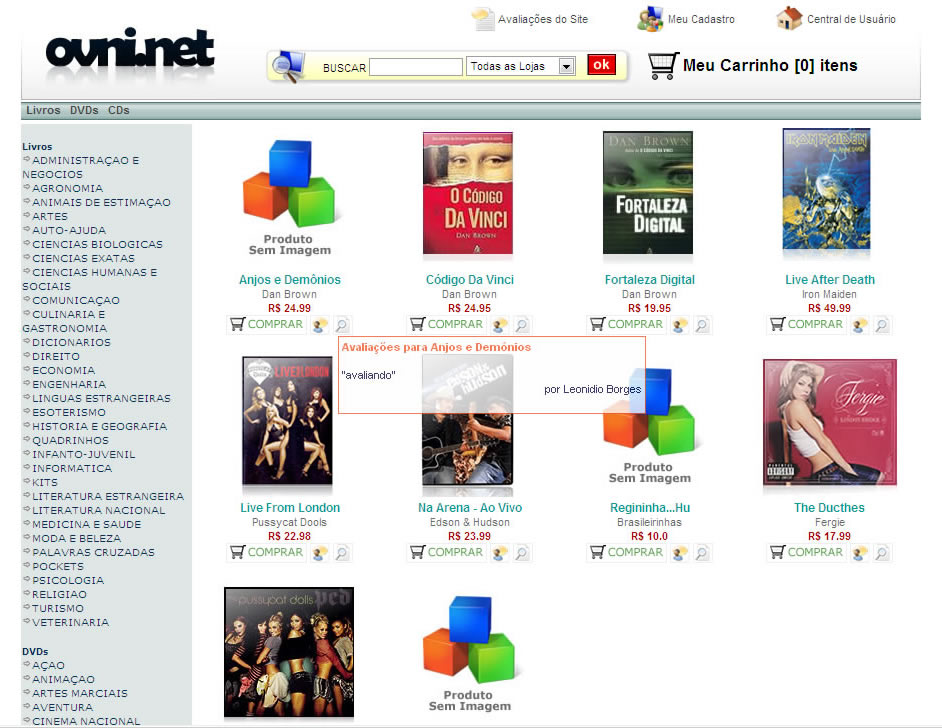 Avaliações do Site
Meu Cadastro
Central de Usuário
ovni.net
BUSCAR
Todas as Lojas
ok
Meu Carrinho [0] itens
Livros DVDs CDs
Livros
ADMINISTRAÇAO E
NEGOCIOS
AGRONOMIA
ANIMAIS DE ESTIMAÇAO
ARTES
AUTO-AJUDA
CIENCIAS BIOLOGICAS
CIENCIAS EXATAS
CIENCIAS HUMANAS E
SOCIAIS
COMUNICAÇAO
CULINARIA E
GASTRONOMIA
DICIONARIOS
DIREITO
ECONOMIA
ENGENHARIA
LINGUAS ESTRANGEIRAS
ESOTERISMO
HISTORIA E GEOGRAFIA
QUADRINHOS
INFANTO-JUVENIL
INFORMATICA
KITS
LITERATURA ESTRANGEIRA
LITERATURA NACIONAL
MEDICINA E SAUDE
MODA E BELEZA
PALAVRAS CRUZADAS
POCKETS
PSICOLOGIA
RELIGIAO
TURISMO
VETERINARIA
DVDs
AÇAO
ANIMAÇAO
ARTES MARCIAIS
AVENTURA
CINEMA NACIONAL
Produto
Sem Imagem
Anjos e Demônios
Dan Brown
R$ 24.99
COMPRAR
O CÓDIGO
DA VINCI
DAN BROWN
Código Da Vinci
Dan Brown
R$ 24.95
COMPRAR
DAN BROWN
FORTALEZA
DIGITAL
Fortaleza Digital
Dan Brown
R$ 19.95
COMPRAR
IRON MAIDEN
Live After Death
Iron Maiden
R$ 49.99
COMPRAR
Avaliações para Anjos e Demônios
"avaliando"
por Leonidio Borges
LIVEFROMLONDON
Live From London
Pussycat Dools
R$ 22.98
COMPRAR
EDSON & HUDSON
Na Arena - Ao Vivo
Edson & Hudson
R$ 23.99
COMPRAR
Produto
Sem Imagem
Regininha...Hu
Brasileirinhas
R$ 10.0
COMPRAR
Fergie
LONDON BRIDGE
PARENTAL
ADVISORY
The Ducthes
Fergie
R$ 17.99
COMPRAR
pussycat dolls pcd
Produto
Sem Imagem